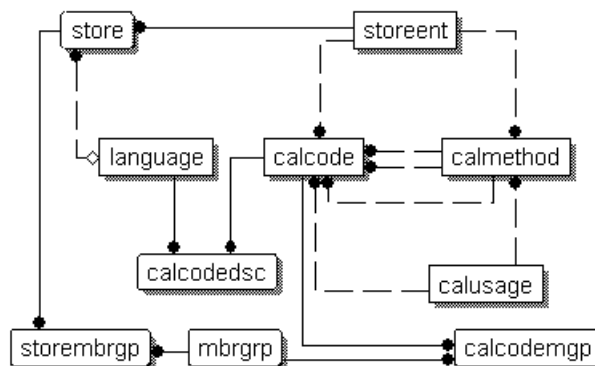 store
storeent
language
calcode
calmethod
calcodedsc
calusage
storembrgp
mbrgrp
calcodemgp